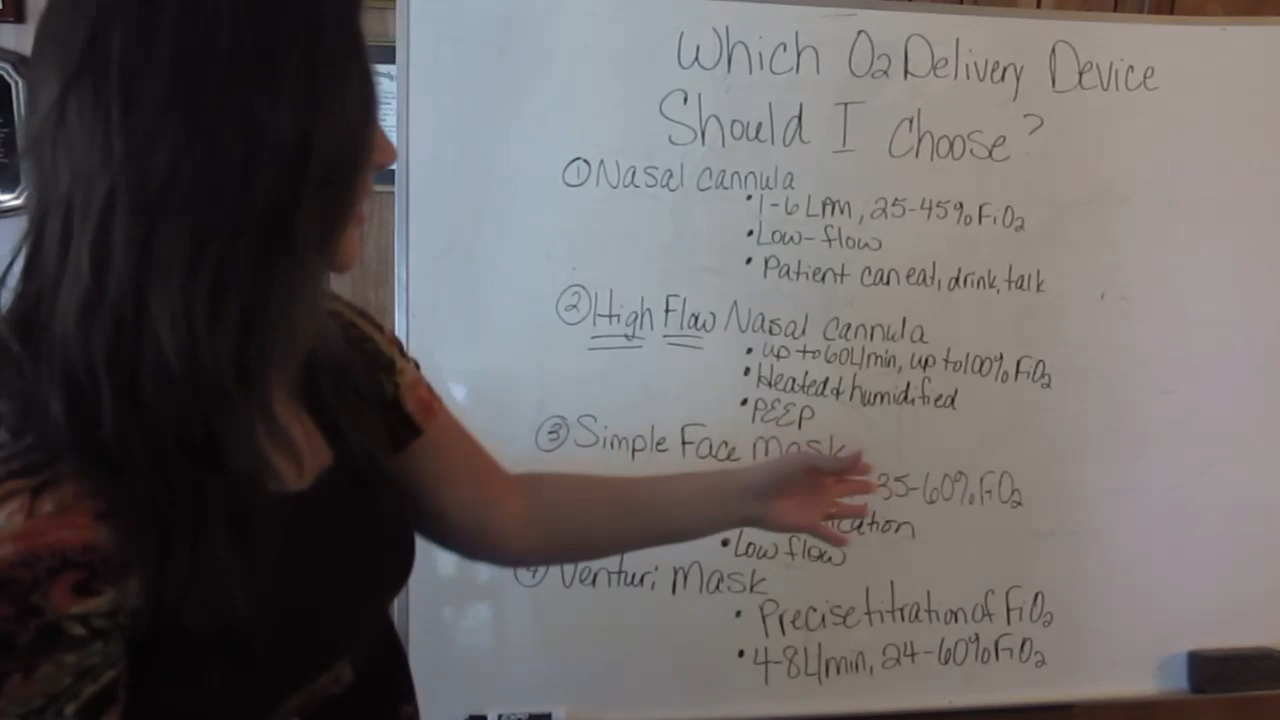 Which O2 Delivery Device
Should I Choose?
① Nasal cannula
• 1-6 LPM, 25-45% FiO2
• Low-flow
• Patient can eat, drink, talk
② High Flow Nasal Cannula
• up to 60L/min, up to 100% FiO2
• Heated & humidified
• PEEP
③ Simple Face Mask
35-60% FiO2
• Low flow
④ Venturi Mask
• Precise titration of FiO2
• 4-8L/min, 24-60% FiO2